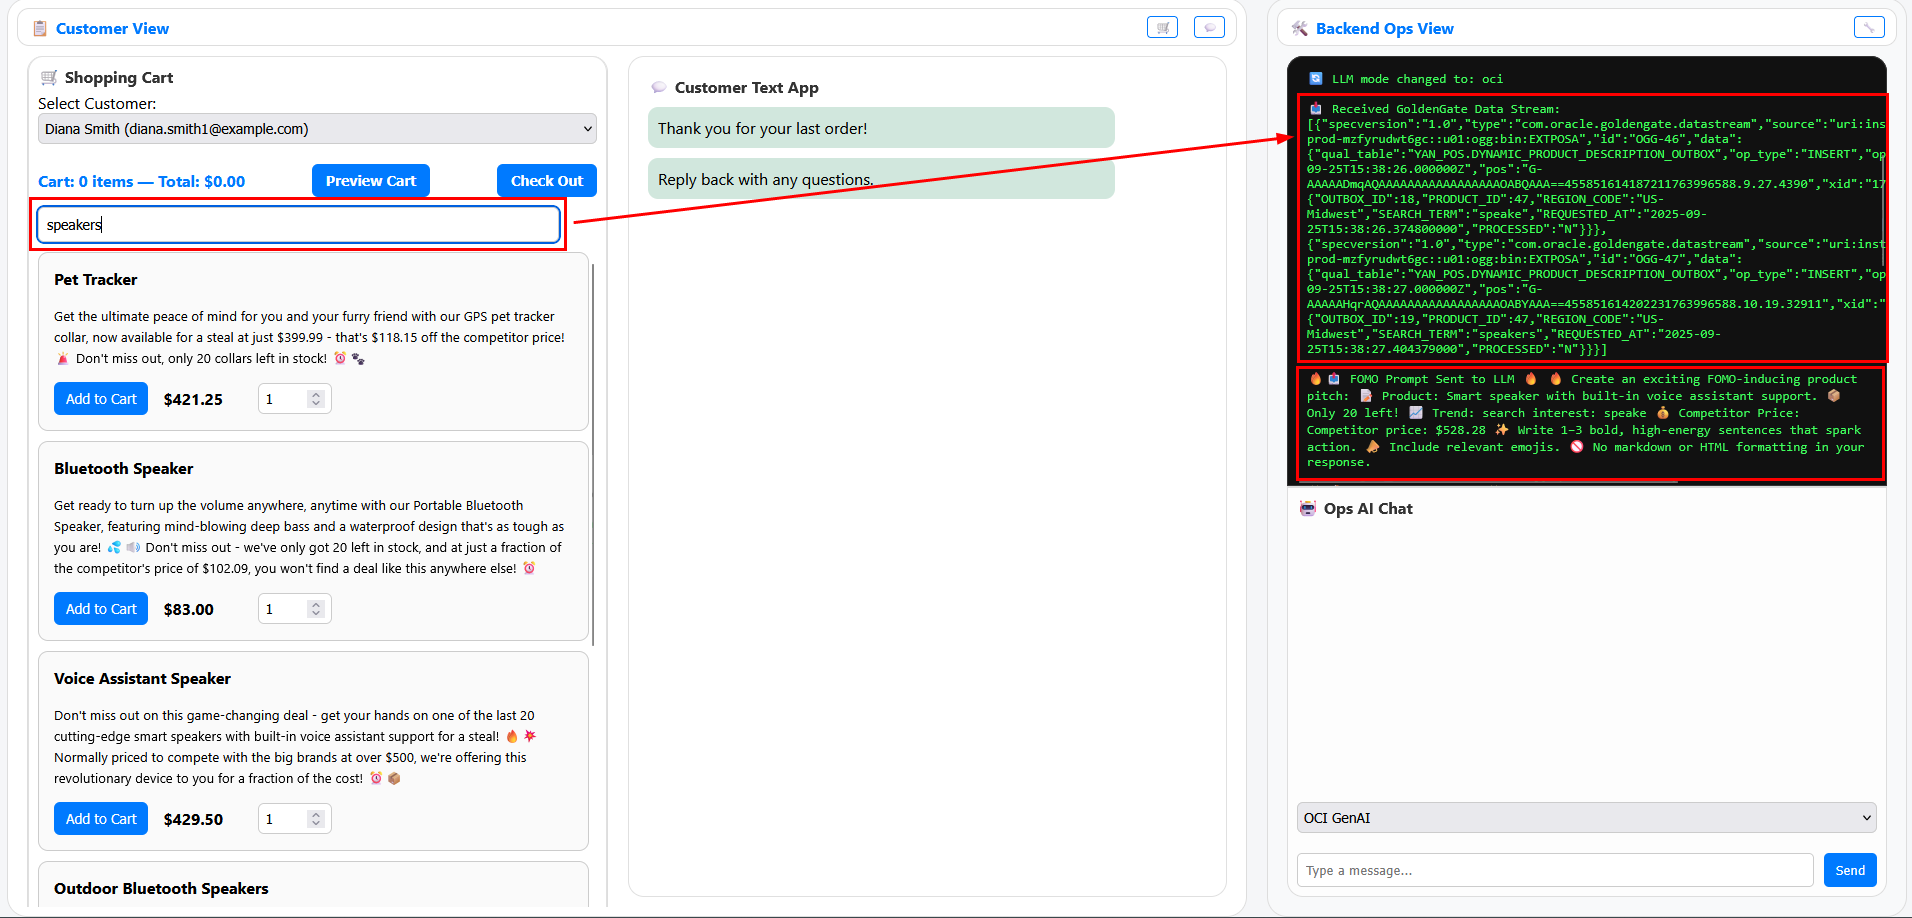 Customer View
Shopping Cart
Select Customer:
Diana Smith (diana.smith1@example.com)
Cart: 0 items — Total: $0.00
Preview Cart
Check Out
speakers
Pet Tracker
Get the ultimate peace of mind for you and your furry friend with our GPS pet tracker
collar, now available for a steal at just $399.99 - that's $118.15 off the competitor price!
🚨 Don't miss out, only 20 collars left in stock! ⏰ 🐾
Add to Cart
$421.25
1
Bluetooth Speaker
Get ready to turn up the volume anywhere, anytime with our Portable Bluetooth
Speaker, featuring mind-blowing deep bass and a waterproof design that's as tough as
you are! 💦 🔊 Don't miss out - we've only got 20 left in stock, and at just a fraction of
the competitor's price of $102.09, you won't find a deal like this anywhere else! ⏰
Add to Cart
$83.00
1
Voice Assistant Speaker
Don't miss out on this game-changing deal - get your hands on one of the last 20
cutting-edge smart speakers with built-in voice assistant support for a steal! 🔥 💥
Normally priced to compete with the big brands at over $500, we're offering this
revolutionary device to you for a fraction of the cost! ⏰ 📦
Add to Cart
$429.50
1
Outdoor Bluetooth Speakers
Customer Text App
Thank you for your last order!
Reply back with any questions.
Backend Ops View
LLM mode changed to: oci
Received GoldenGate Data Stream:
[{"specversion":"1.0","type":"com.oracle.goldengate.datastream","source":"uri:inst
prod-mzfyrudwt6gc::u01:ogg:bin:EXTPOSA","id":"OGG-46","data":
{"qual_table":"YAN_POS.DYNAMIC_PRODUCT_DESCRIPTION_OUTBOX","op_type":"INSERT","op
09-25T15:38:26.000000Z","pos":"G-
AAAAADmqAQAAAAAAAAAAAAAAAAAOABQAAA==455851614187211763996588.9.27.4390","xid":"17
{"OUTBOX_ID":18,"PRODUCT_ID":47,"REGION_CODE":"US-
Midwest","SEARCH_TERM":"speake","REQUESTED_AT":"2025-09-
25T15:38:26.374800000","PROCESSED":"N"}}},
{"specversion":"1.0","type":"com.oracle.goldengate.datastream","source":"uri:inst
prod-mzfyrudwt6gc::u01:ogg:bin:EXTPOSA","id":"OGG-47","data":
{"qual_table":"YAN_POS.DYNAMIC_PRODUCT_DESCRIPTION_OUTBOX","op_type":"INSERT","op
09-25T15:38:27.000000Z","pos":"G-
AAAAAHqrAQAAAAAAAAAAAAAAAAAOABYAAA==455851614202231763996588.10.19.32911","xid":"
{"OUTBOX_ID":19,"PRODUCT_ID":47,"REGION_CODE":"US-
Midwest","SEARCH_TERM":"speakers","REQUESTED_AT":"2025-09-
25T15:38:27.404379000","PROCESSED":"N"}}}]
🔥 📩 FOMO Prompt Sent to LLM 🔥 🔥 Create an exciting FOMO-inducing product
pitch: 📝 Product: Smart speaker with built-in voice assistant support. 📦
Only 20 left! 📈 Trend: search interest: speake 💰 Competitor Price:
Competitor price: $528.28 ✨ Write 1–3 bold, high-energy sentences that spark
action. 📣 Include relevant emojis. 🚫 No markdown or HTML formatting in your
response.
Ops AI Chat
OCI GenAI
Type a message...
Send